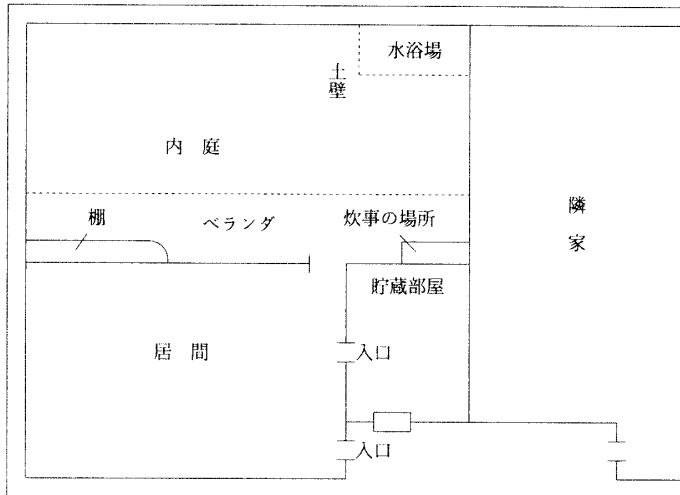 水浴場
土壁
内庭
隣家
棚
ベランダ
炊事の場所
貯蔵部屋
居間
入口
入口